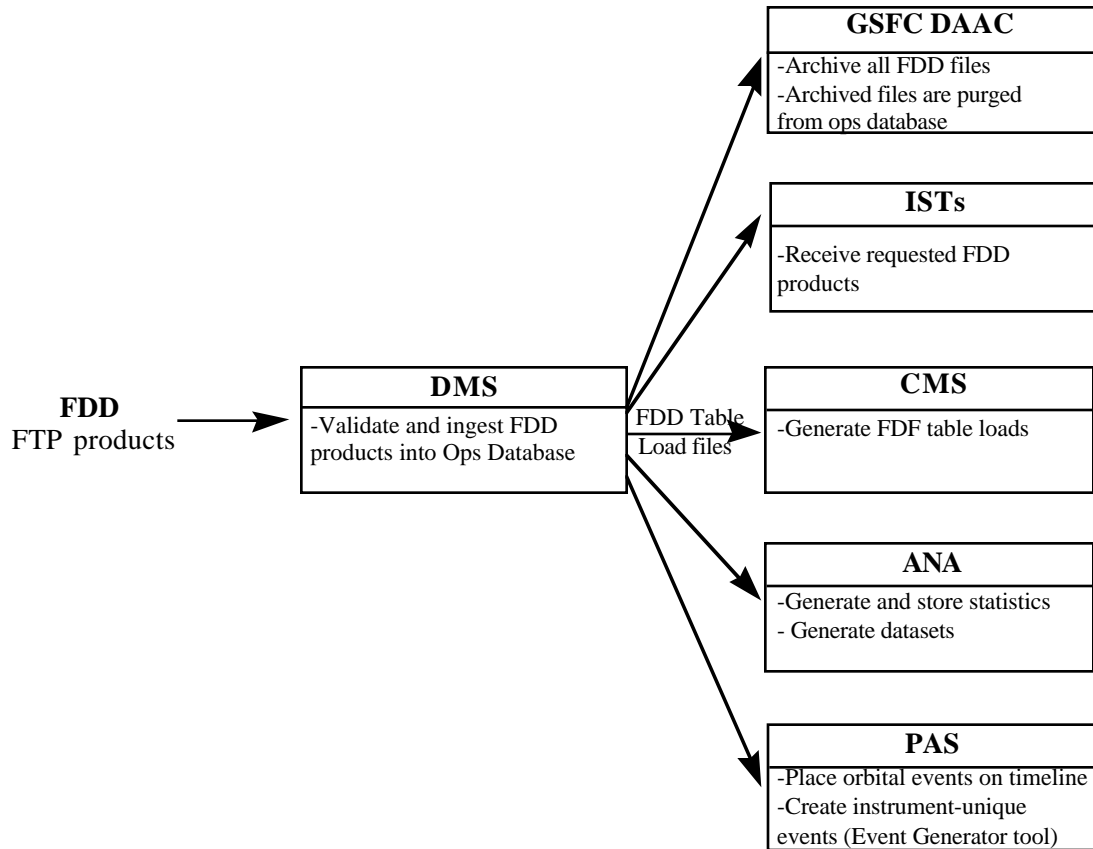 GSFC DAAC
-Archive all FDD files
-Archived files are purged
from ops database
ISTs
-Receive requested FDD
products
FDD
FTP products
DMS
-Validate and ingest FDD
products into Ops Database
FDD Table
Load files
CMS
-Generate FDF table loads
ANA
-Generate and store statistics
- Generate datasets
PAS
-Place orbital events on timeline
-Create instrument-unique
events (Event Generator tool)